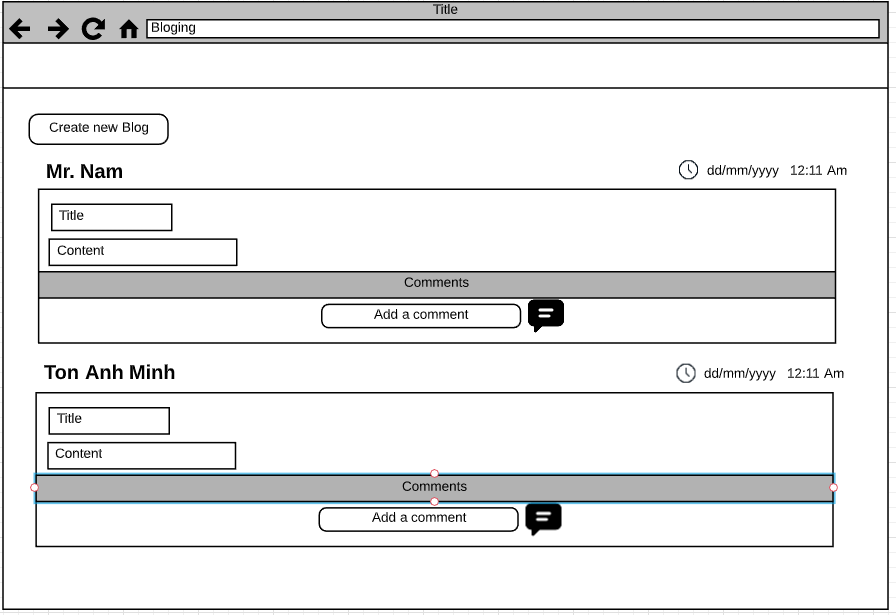 Title
Bloging
Create new Blog
Mr. Nam
dd/mm/yyyy 12:11 Am
Title
Content
Comments
Add a comment
Ton Anh Minh
dd/mm/yyyy 12:11 Am
Title
Content
Comments
Add a comment